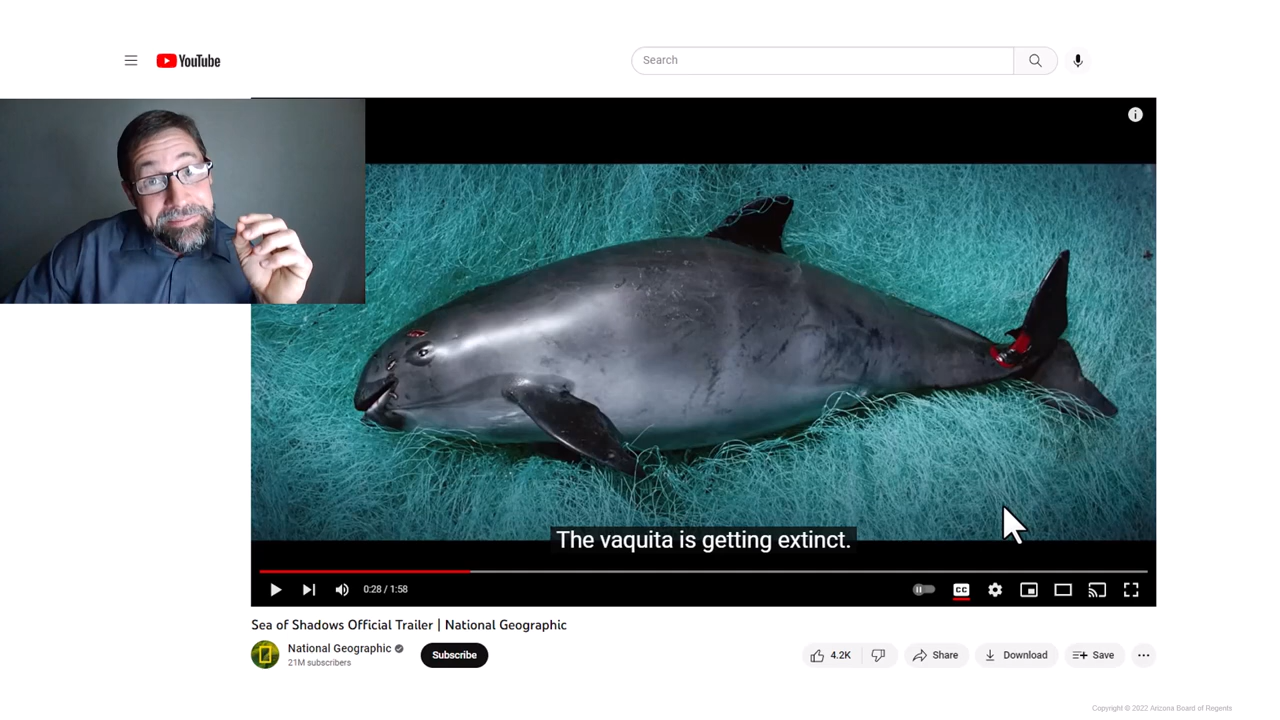 YouTube
Search
The vaquita is getting extinct.
0:28 / 1:58
CC
Sea of Shadows Official Trailer | National Geographic
National Geographic
21M subscribers
Subscribe
4.2K
Share
Download
Save
Copyright © 2022 Arizona Board of Regents